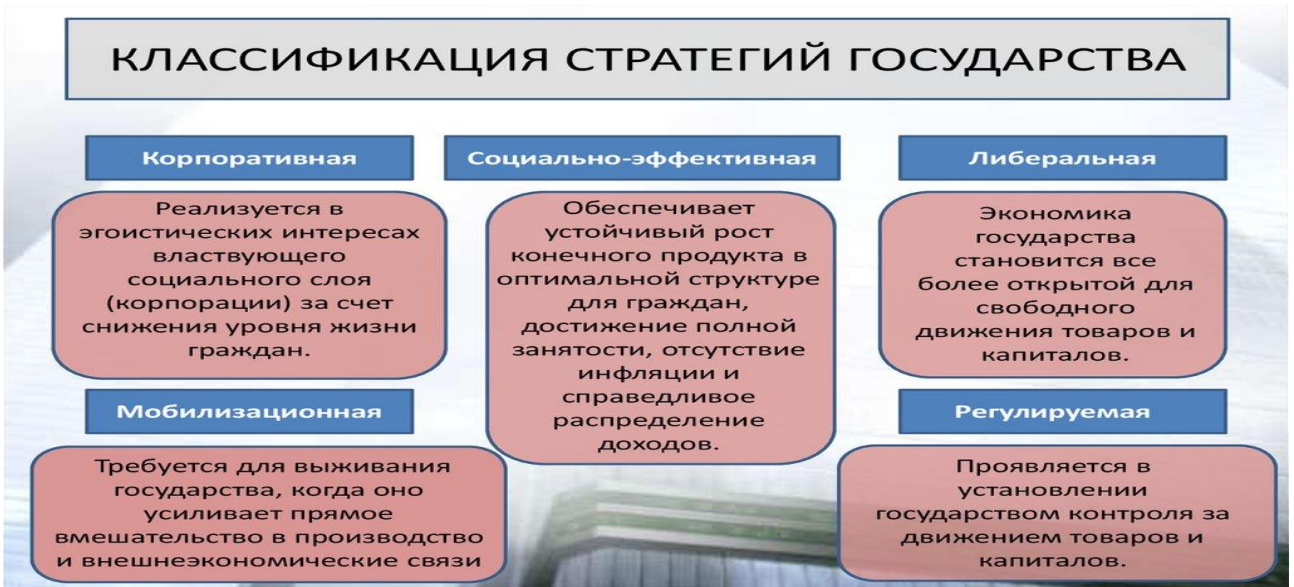 КЛАССИФИКАЦИЯ СТРАТЕГИЙ ГОСУДАРСТВА
Корпоративная
Реализуется в
эгоистических интересах
властвующего
социального слоя
(корпорации) за счет
снижения уровня жизни
граждан.
Мобилизационная
Требуется для выживания
государства, когда оно
усиливает прямое
вмешательство в производство
и внешнеэкономические связи
Социально-эффективная
Обеспечивает
устойчивый рост
конечного продукта в
оптимальной структуре
для граждан,
достижение полной
занятости, отсутствие
инфляции и
справедливое
распределение
доходов.
Либеральная
Экономика
государства
становится все
более открытой для
свободного
движения товаров и
капиталов.
Регулируемая
Проявляется в
установлении
государством контроля за
движением товаров и
капиталов.